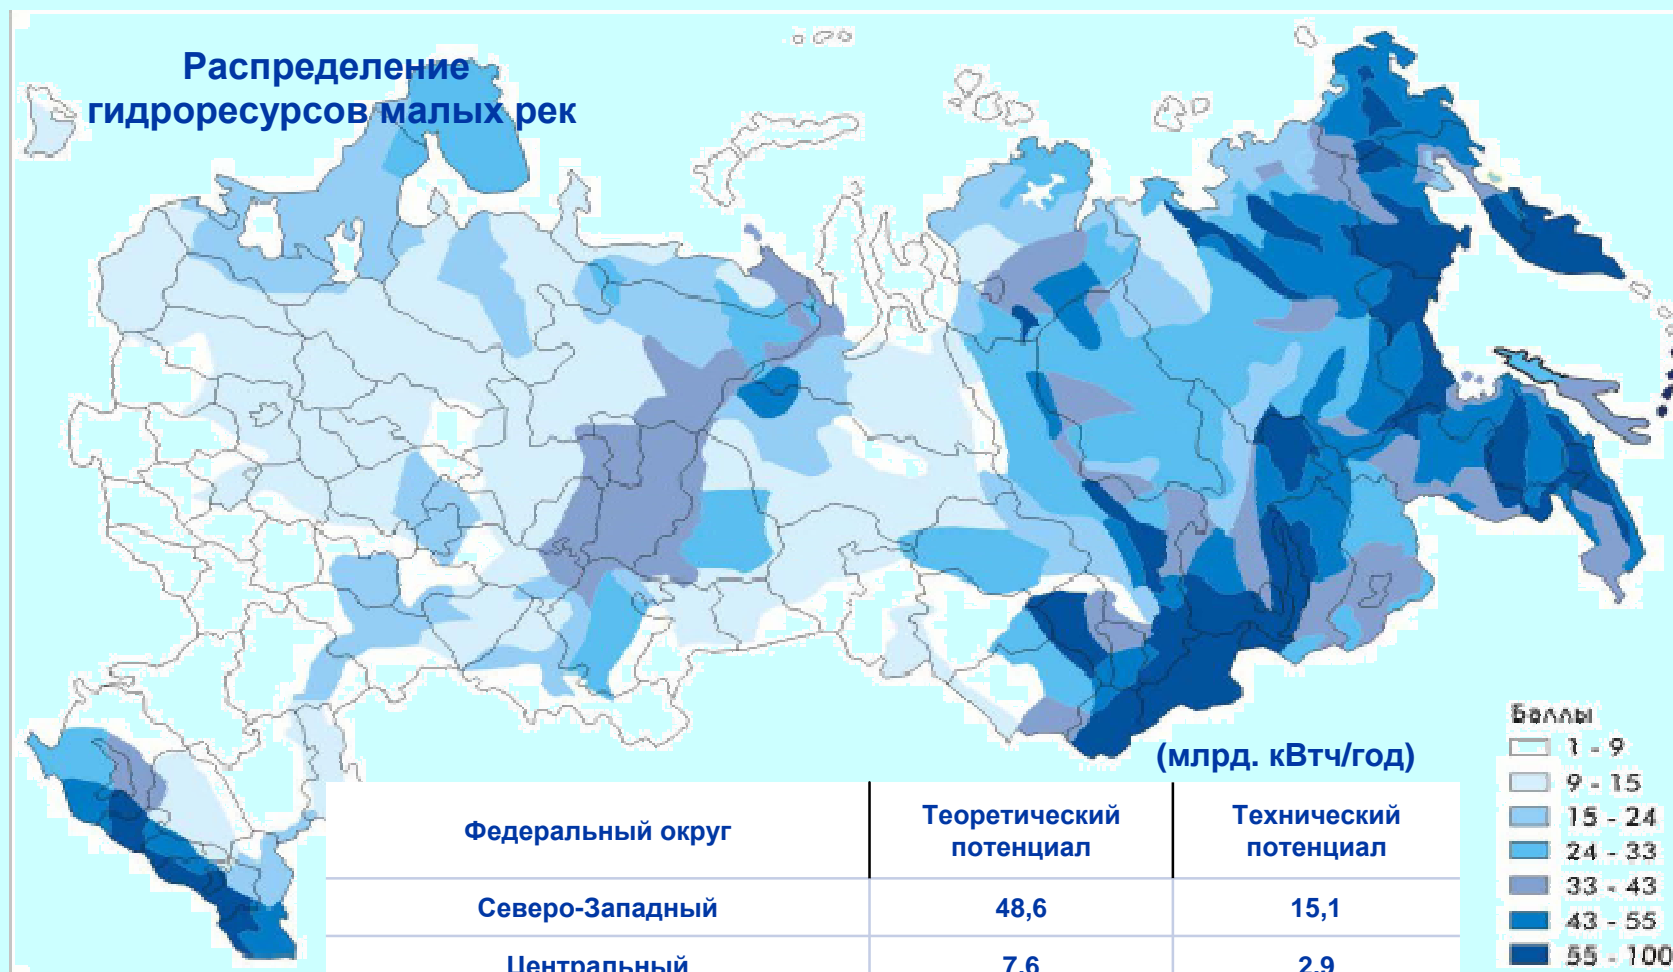 Распределение
гидроресурсов малых рек
(млрд. кВтч/год)
Федеральный округ
Теоретический
потенциал
Технический
потенциал
Северо-Западный
48,6
15,1
Центральный
7,6
2,9
Баллы
1 - 9
9 - 15
15 - 24
24 - 33
33 - 43
43 - 55
55 - 100